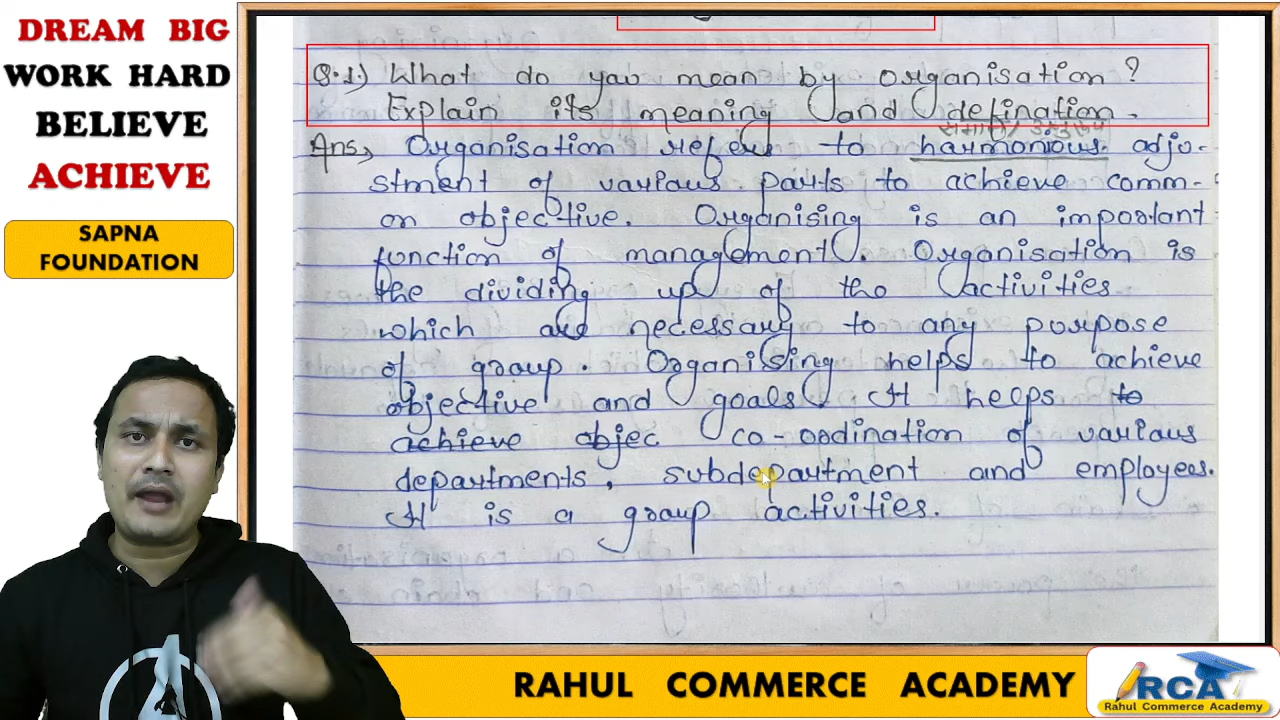 DREAM BIG
WORK HARD
BELIEVE
ACHIEVE
SAPNA
FOUNDATION
Q.1.) What do you mean by organisation ?
Explain its meaning and defination.
Ans, Organisation refers to harmonious adju-
stment of various parts to achieve comm-
on objective. Organising is an important
function of management. Organisation is
the dividing up of the activities
which are necessary to any purpose
of group. Organising helps to achieve
objective and goals. It helps to
achieve objec co-ordination of various
departments, subdepartment and employees.
It is a group activities.
RAHUL COMMERCE ACADEMY
RCA
Rahul Commerce Academy